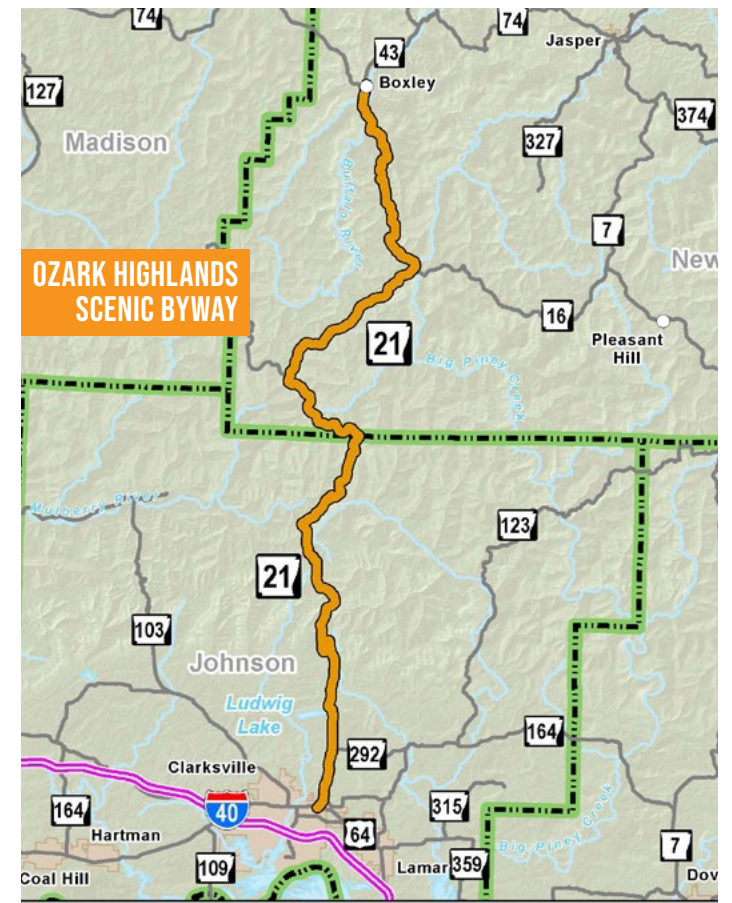 74
74
43
Jasper
Boxley
127
374
Madison
327
Buffalo River
7
OZARK HIGHLANDS
SCENIC BYWAY
New
16
21
Pleasant
Hill
Big Piney Creek
Mulberry River
123
21
103
Johnson
Ludwig
Lake
164
292
Clarksville
40
164
315
Hartman
64
Big Piney Creek
7
109
Lamar
359
Coal Hill
Dov